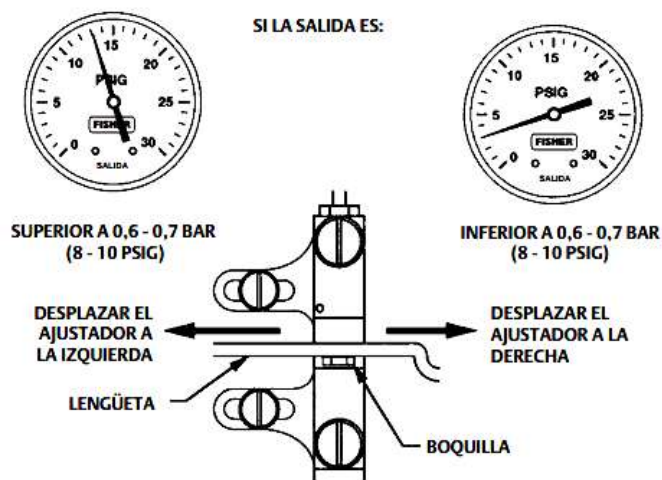 SI LA SALIDA ES:
0 5 10 15 20 25 30
PSIG
FISHER
SALIDA
0 5 10 15 20 25 30
PSIG
FISHER
SALIDA
SUPERIOR A 0,6 - 0,7 BAR
(8 - 10 PSIG)
INFERIOR A 0,6 - 0,7 BAR
(8 - 10 PSIG)
DESPLAZAR EL
AJUSTADOR A
LA IZQUIERDA
DESPLAZAR EL
AJUSTADOR A LA
DERECHA
LENGÜETA
BOQUILLA